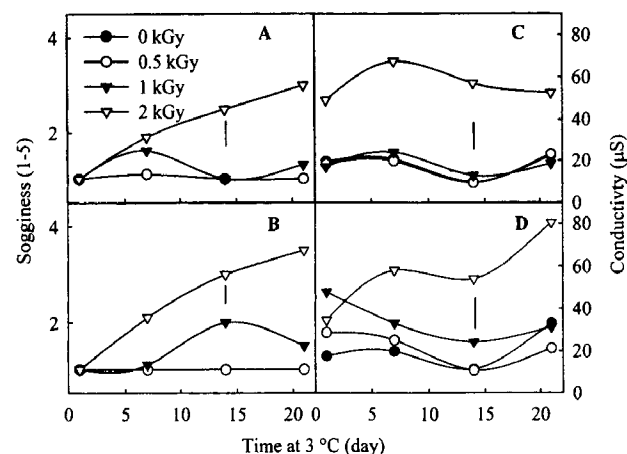 4
A
0 kGy
0.5 kGy
1 kGy
2 kGy
2
C
80
60
40
20
0
Sogginess (1-5)
Conductivty (µS)
B
4
2
D
80
60
40
20
0
0 5 10 15 20 0 5 10 15 20
Time at 3 °C (day)